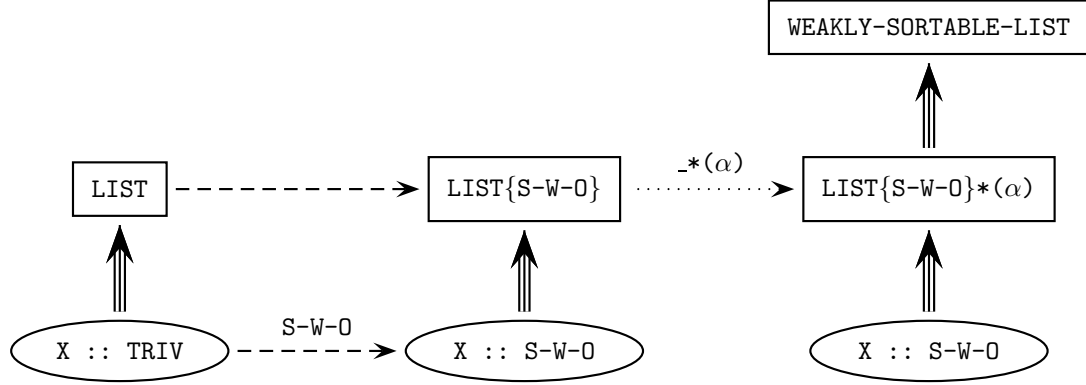 WEAKLY-SORTABLE-LIST
LIST
LIST{S-W-O}
_*(α)
LIST{S-W-O}*(α)
X :: TRIV
S-W-O
X :: S-W-O
X :: S-W-O